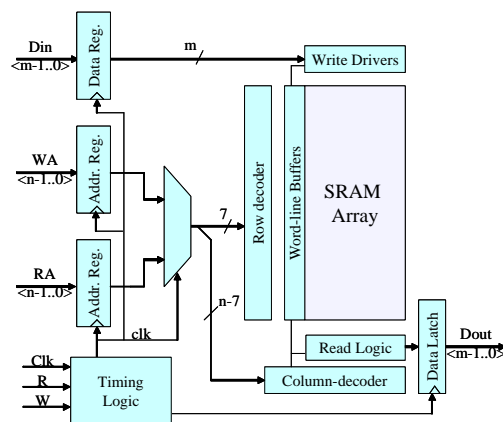 Din
<m-1..0>
Data Reg.
m
Write Drivers
WA
<n-1..0>
Addr. Reg.
7
Row decoder
Word-line Buffers
SRAM
Array
RA
<n-1..0>
Addr. Reg.
n-7
clk
Clk
R
W
Timing
Logic
Read Logic
Column-decoder
Data Latch
Dout
<m-1..0>